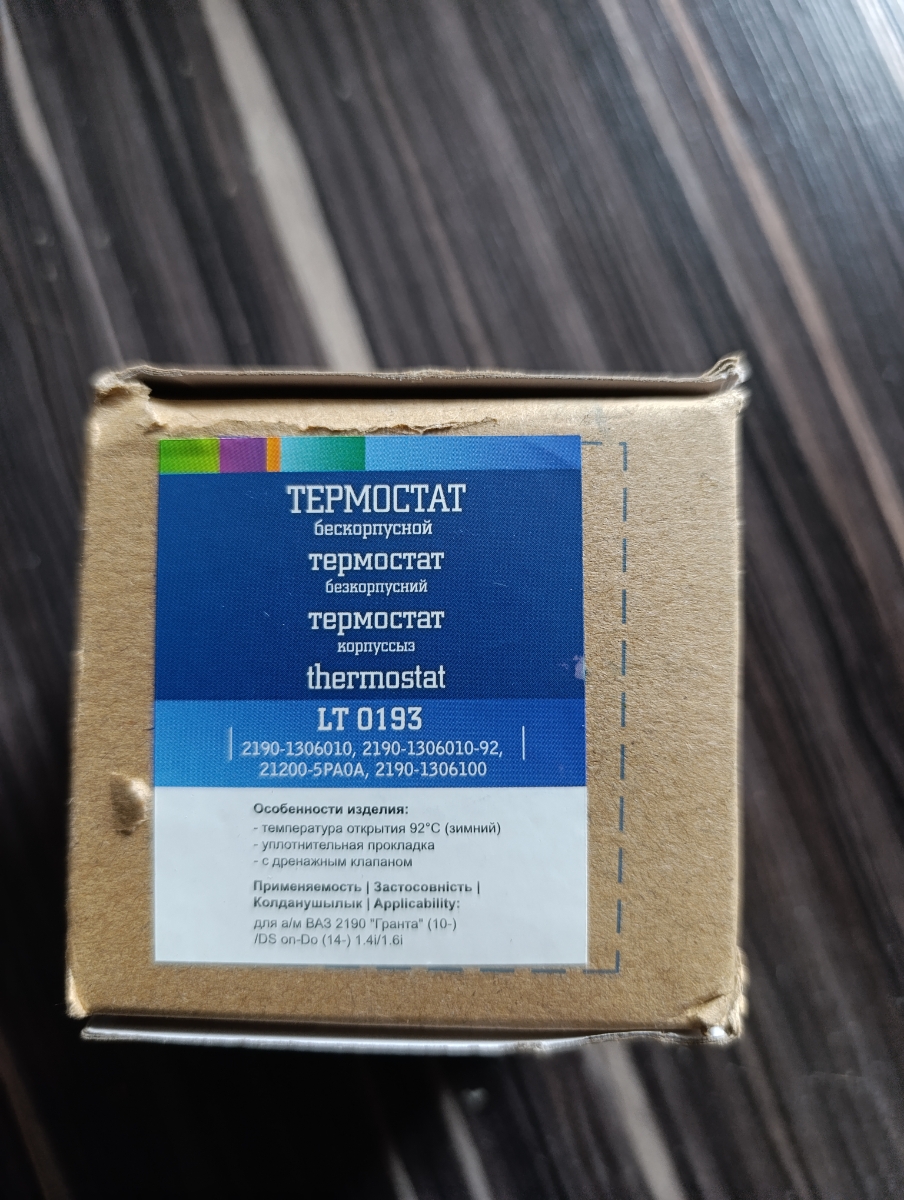 ТЕРМОСТАТ
бескорпусной
термостат
безкорпусний
термостат
корпуссыз
thermostat
LT 0193
2190-1306010, 2190-1306010-92,
21200-5PA0A, 2190-1306100
Особенности изделия:
- температура открытия 92°C (зимний)
- уплотнительная прокладка
- с дренажным клапаном
Применяемость | Застосовність |
Колданушылык | Applicability:
для а/м ВАЗ 2190 "Гранта" (10-)
/DS on-Do (14-) 1.4i/1.6i